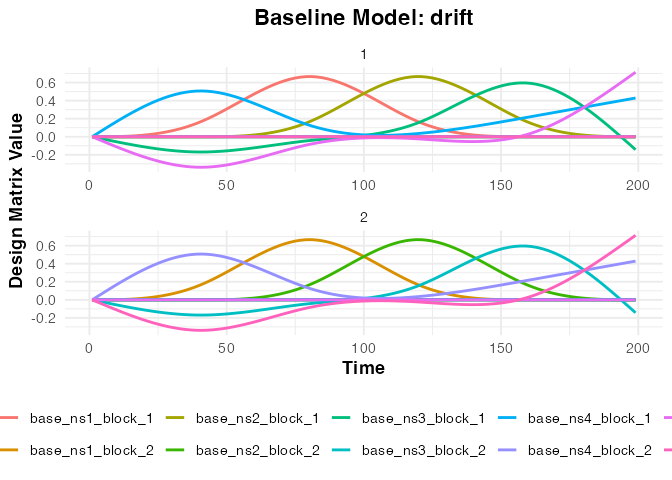 Baseline Model: drift
1
0.6
0.4
0.2
0.0
-0.2
0 50 100 150 200
2
0.6
0.4
0.2
0.0
-0.2
0 50 100 150 200
Design Matrix Value
Time
base_ns1_block_1 base_ns2_block_1 base_ns3_block_1 base_ns4_block_1
base_ns1_block_2 base_ns2_block_2 base_ns3_block_2 base_ns4_block_2